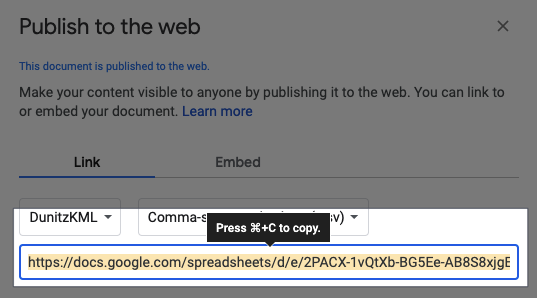 Publish to the web
This document is published to the web.
Make your content visible to anyone by publishing it to the web. You can link to
or embed your document. Learn more
Link Embed
DunitzKML
Press ⌘+C to copy.
https://docs.google.com/spreadsheets/d/e/2PACX-1vQtXb-BG5Ee-AB8S8xjgE